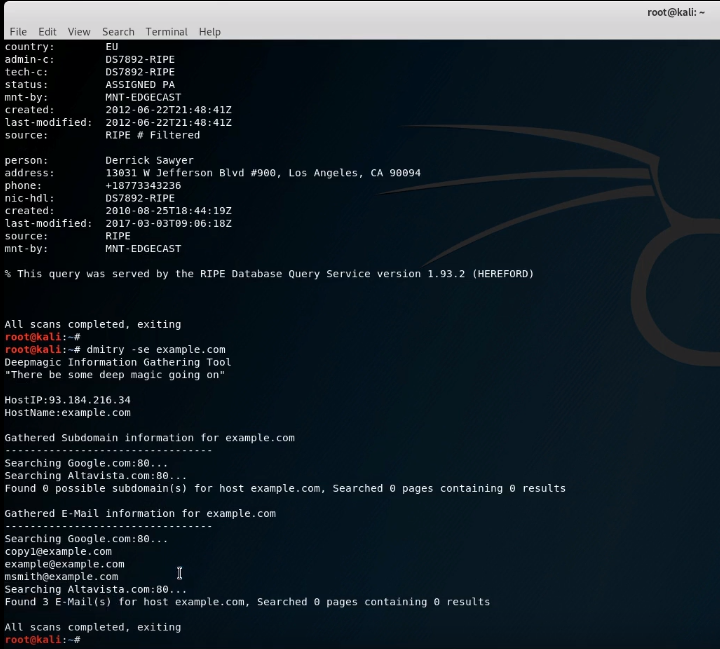 root@kali: ~
File Edit View Search Terminal Help
country: EU
admin-c: DS7892-RIPE
tech-c: DS7892-RIPE
status: ASSIGNED PA
mnt-by: MNT-EDGECAST
created: 2012-06-22T21:48:41Z
last-modified: 2012-06-22T21:48:41Z
source: RIPE # Filtered
person: Derrick Sawyer
address: 13031 W Jefferson Blvd #900, Los Angeles, CA 90094
phone: +18773343236
nic-hdl: DS7892-RIPE
created: 2010-08-25T18:44:19Z
last-modified: 2017-03-03T09:06:18Z
source: RIPE
mnt-by: MNT-EDGECAST
% This query was served by the RIPE Database Query Service version 1.93.2 (HEREFORD)
All scans completed, exiting
root@kali:~#
root@kali:~# dmitry -se example.com
Deepmagic Information Gathering Tool
"There be some deep magic going on"
HostIP:93.184.216.34
HostName:example.com
Gathered Subdomain information for example.com
---------------------------------
Searching Google.com:80...
Searching Altavista.com:80...
Found 0 possible subdomain(s) for host example.com, Searched 0 pages containing 0 results
Gathered E-Mail information for example.com
---------------------------------
Searching Google.com:80...
copy1@example.com
example@example.com
msmith@example.com
Searching Altavista.com:80...
Found 3 E-Mail(s) for host example.com, Searched 0 pages containing 0 results
All scans completed, exiting
root@kali:~#